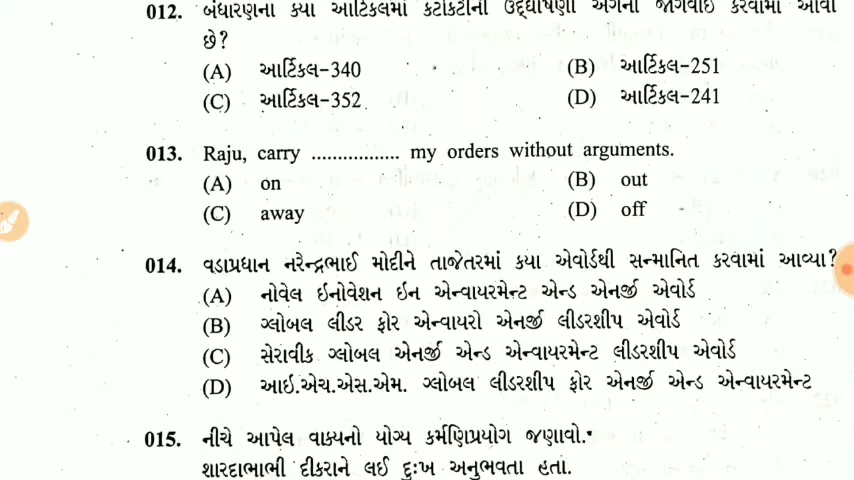 012. બંધારણના ક્યા આર્ટિકલમાં કટોકટીની ઉદ્ઘોષણા અંગેની જોગવાઈ કરવામાં આવી
છે?
(A) આર્ટિકલ-340 (B) આર્ટિકલ-251
(C) આર્ટિકલ-352 (D) આર્ટિકલ-241
013. Raju, carry ................. my orders without arguments.
(A) on (B) out
(C) away (D) off
014. વડાપ્રધાન નરેન્દ્રભાઈ મોદીને તાજેતરમાં કયા એવોર્ડથી સન્માનિત કરવામાં આવ્યા?
(A) નોવેલ ઇનોવેશન ઇન એન્વાયરમેન્ટ એન્ડ એનર્જી એવોર્ડ
(B) ગ્લોબલ લીડર ફોર એન્વાયરો એનર્જી લીડરશીપ એવોર્ડ
(C) સેરાવીક ગ્લોબલ એનર્જી એન્ડ એન્વાયરમેન્ટ લીડરશીપ એવોર્ડ
(D) આઇ.એચ.એસ.એમ. ગ્લોબલ લીડરશીપ ફોર એનર્જી એન્ડ એન્વાયરમેન્ટ
015. નીચે આપેલ વાક્યનો યોગ્ય કર્મણિપ્રયોગ જણાવો.
શારદાભાભી દીકરાને લઈ દુઃખ અનુભવતા હતા.